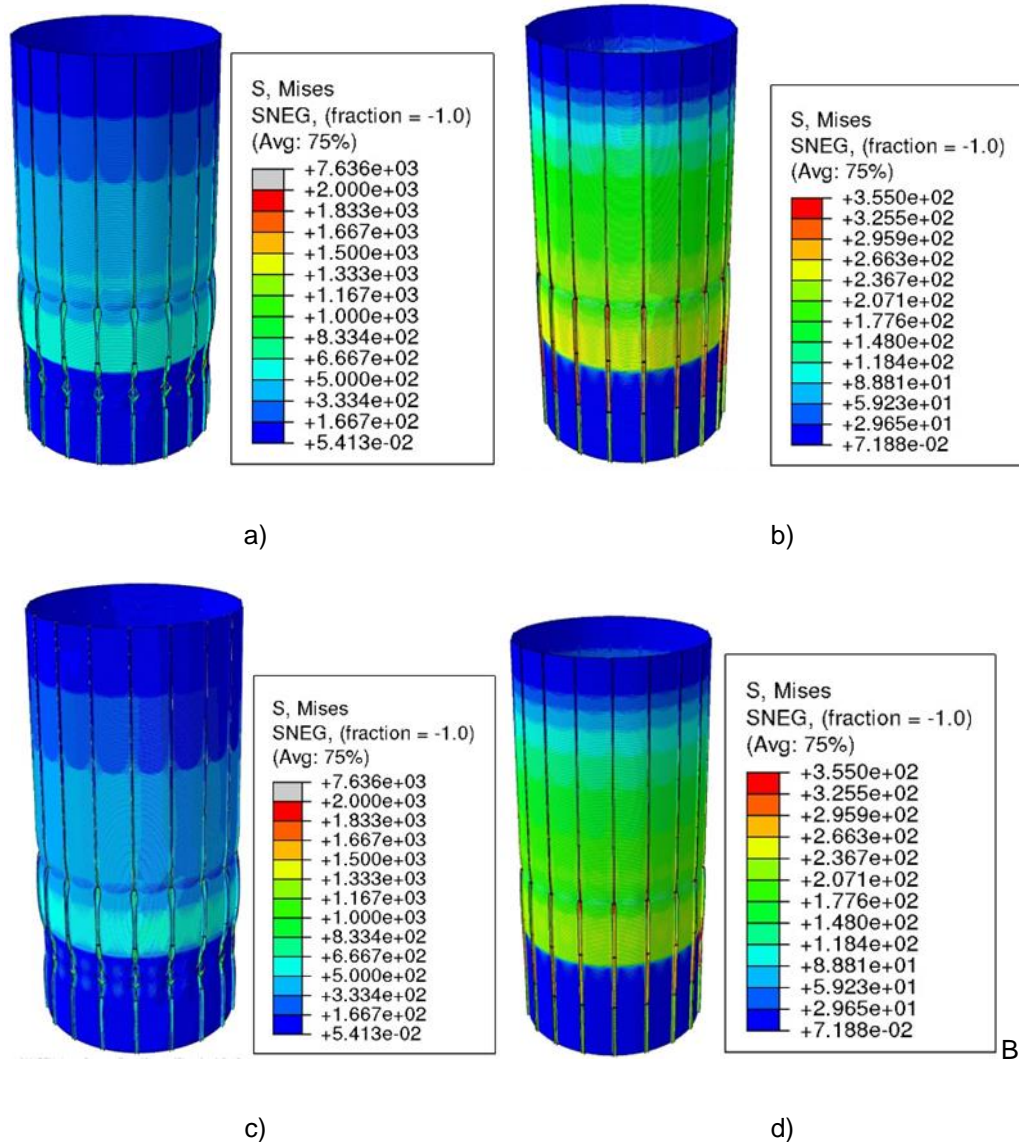 S, Mises
SNEG, (fraction = -1.0)
(Avg: 75%)
+7.636e+03
+2.000e+03
+1.833e+03
+1.667e+03
+1.500e+03
+1.333e+03
+1.167e+03
+1.000e+03
+8.334e+02
+6.667e+02
+5.000e+02
+3.334e+02
+1.667e+02
+5.413e-02
S, Mises
SNEG, (fraction = -1.0)
(Avg: 75%)
+3.550e+02
+3.255e+02
+2.959e+02
+2.663e+02
+2.367e+02
+2.071e+02
+1.776e+02
+1.480e+02
+1.184e+02
+8.881e+01
+5.923e+01
+2.965e+01
+7.188e-02
a)
b)
S, Mises
SNEG, (fraction = -1.0)
(Avg: 75%)
+7.636e+03
+2.000e+03
+1.833e+03
+1.667e+03
+1.500e+03
+1.333e+03
+1.167e+03
+1.000e+03
+8.334e+02
+6.667e+02
+5.000e+02
+3.334e+02
+1.667e+02
+5.413e-02
S, Mises
SNEG, (fraction = -1.0)
(Avg: 75%)
+3.550e+02
+3.255e+02
+2.959e+02
+2.663e+02
+2.367e+02
+2.071e+02
+1.776e+02
+1.480e+02
+1.184e+02
+8.881e+01
+5.923e+01
+2.965e+01
+7.188e-02
B
c)
d)